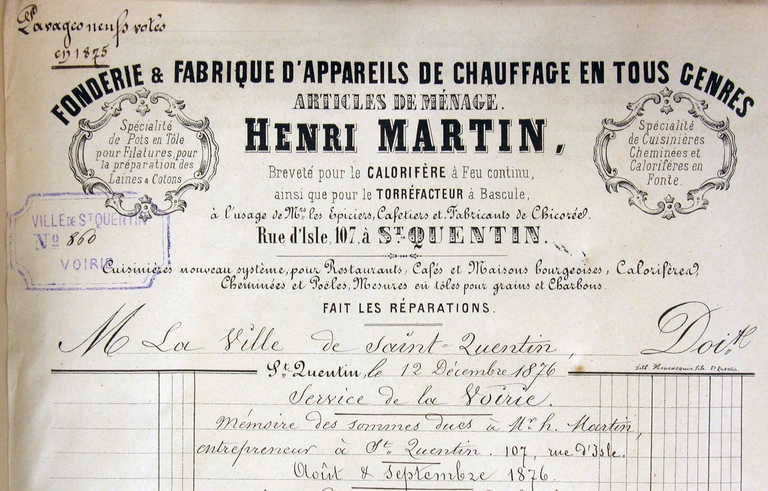 Pavages neufs votés
en 1875
FONDERIE & FABRIQUE D'APPAREILS DE CHAUFFAGE EN TOUS GENRES
ARTICLES DE MÉNAGE.
HENRI MARTIN,
Spécialité
de Pots en Tôle
pour Filatures, pour
la préparation des
Laines & Cotons.
Spécialité
de Cuisinières
Cheminées et
Calorifères en
Fonte.
Breveté pour le CALORIFÈRE à Feu continu,
ainsi que pour le TORRÉFACTEUR à Bascule,
à l'usage de Mrs les Epiciers, Cafetiers et Fabricants de Chicorée.
Rue d'Isle, 107, à ST-QUENTIN.
VILLE DE ST QUENTIN
No 860
VOIRIE
Cuisinières nouveau système, pour Restaurants, Cafés et Maisons bourgeoises, Calorifères,
Cheminées et Poêles, Mesures en tôles pour grains et Charbons.
FAIT LES RÉPARATIONS.
M La Ville de Saint-Quentin, Doit
St Quentin, le 12 Décembre 1876
Service de la Voirie.
Mémoire des sommes dues à Mr h. Martin,
entrepreneur à St Quentin. 107, rue d'Isle.
Août & Septembre 1876.